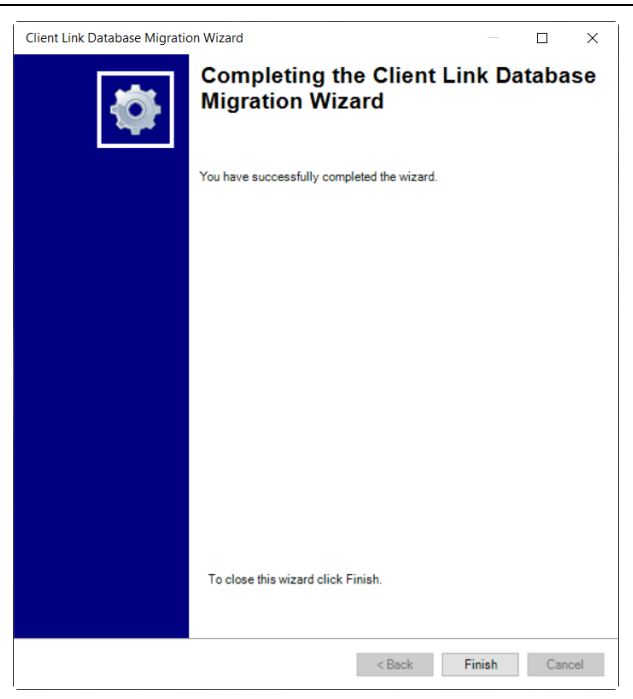 Client Link Database Migration Wizard
Completing the Client Link Database
Migration Wizard
You have successfully completed the wizard.
To close this wizard click Finish.
< Back
Finish
Cancel